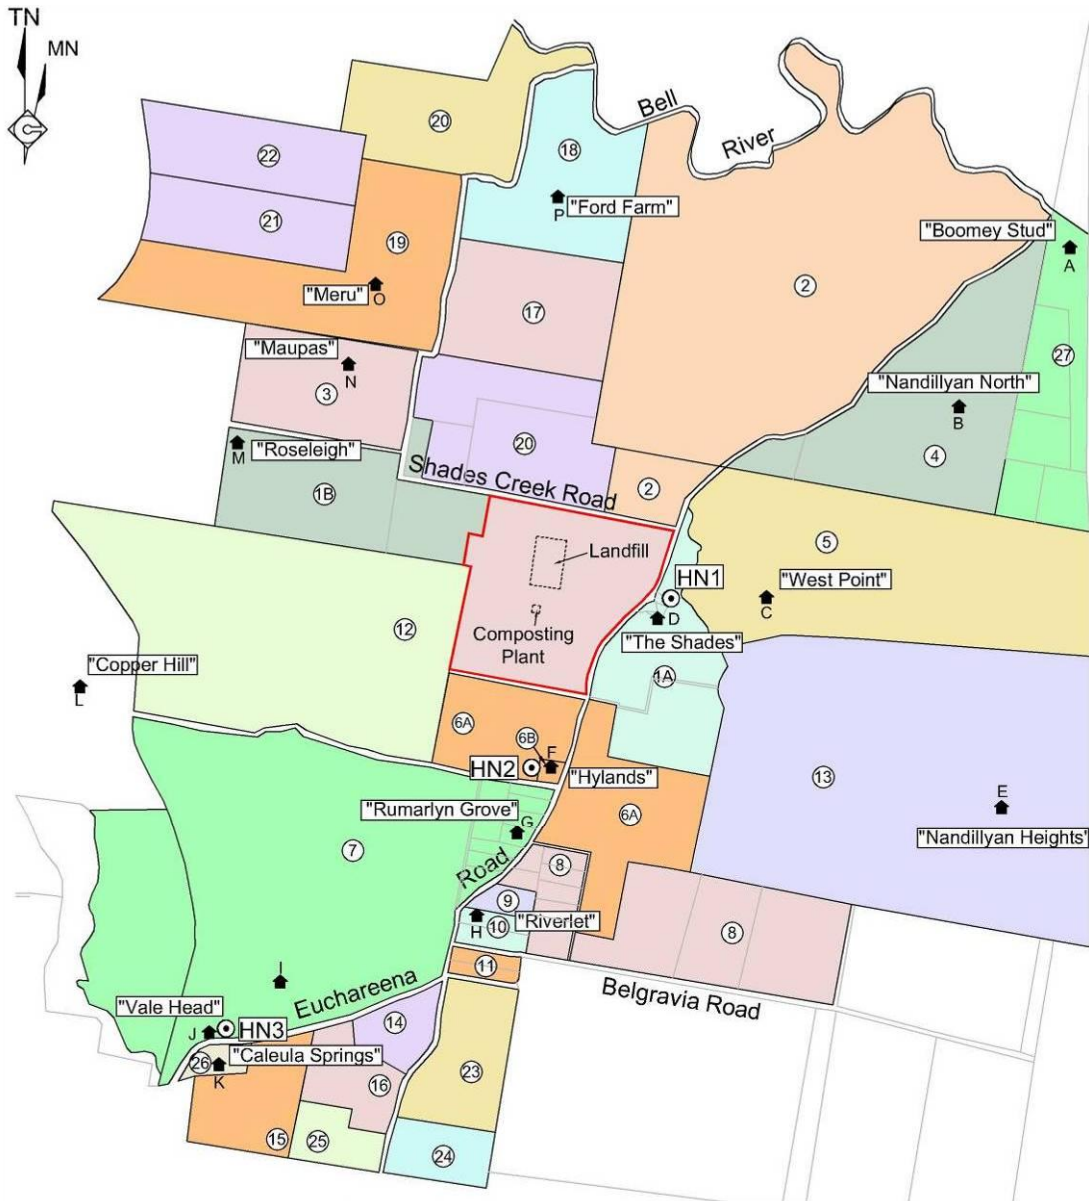 TN
MN
Bell
River
20
22
18
21
"Ford Farm"
P
"Boomey Stud"
A
19
"Meru"
O
2
17
"Maupas"
N
3
27
"Nandillyan North"
B
"Roseleigh"
M
20
4
Shades Creek Road
1B
2
5
Landfill
HN1
"West Point"
C
D
12
Composting
Plant
"The Shades"
"Copper Hill"
L
1A
6A
6B
F
HN2
"Hylands"
13
E
"Rumarlyn Grove"
G
6A
"Nandillyan Heights"
7
Road
8
9
H
10
"Riverlet"
8
11
I
Euchareena
Belgravia Road
"Vale Head"
J
HN3
14
26
"Caleula Springs"
K
16
23
15
25
24